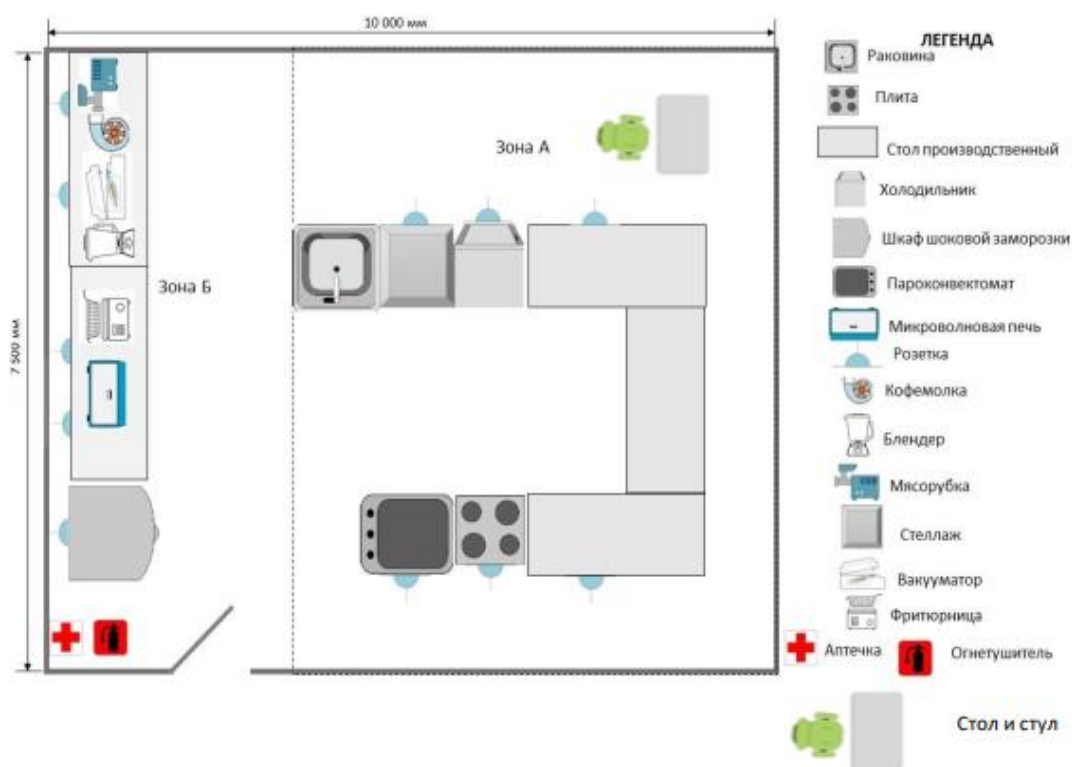 10 000 мм
7 500 мм
Зона А
Зона Б
ЛЕГЕНДА
Раковина
Плита
Стол производственный
Холодильник
Шкаф шоковой заморозки
Пароконвектомат
Микроволновая печь
Розетка
Кофемолка
Блендер
Мясорубка
Стеллаж
Вакууматор
Фритюрница
Аптечка
Огнетушитель
Стол и стул